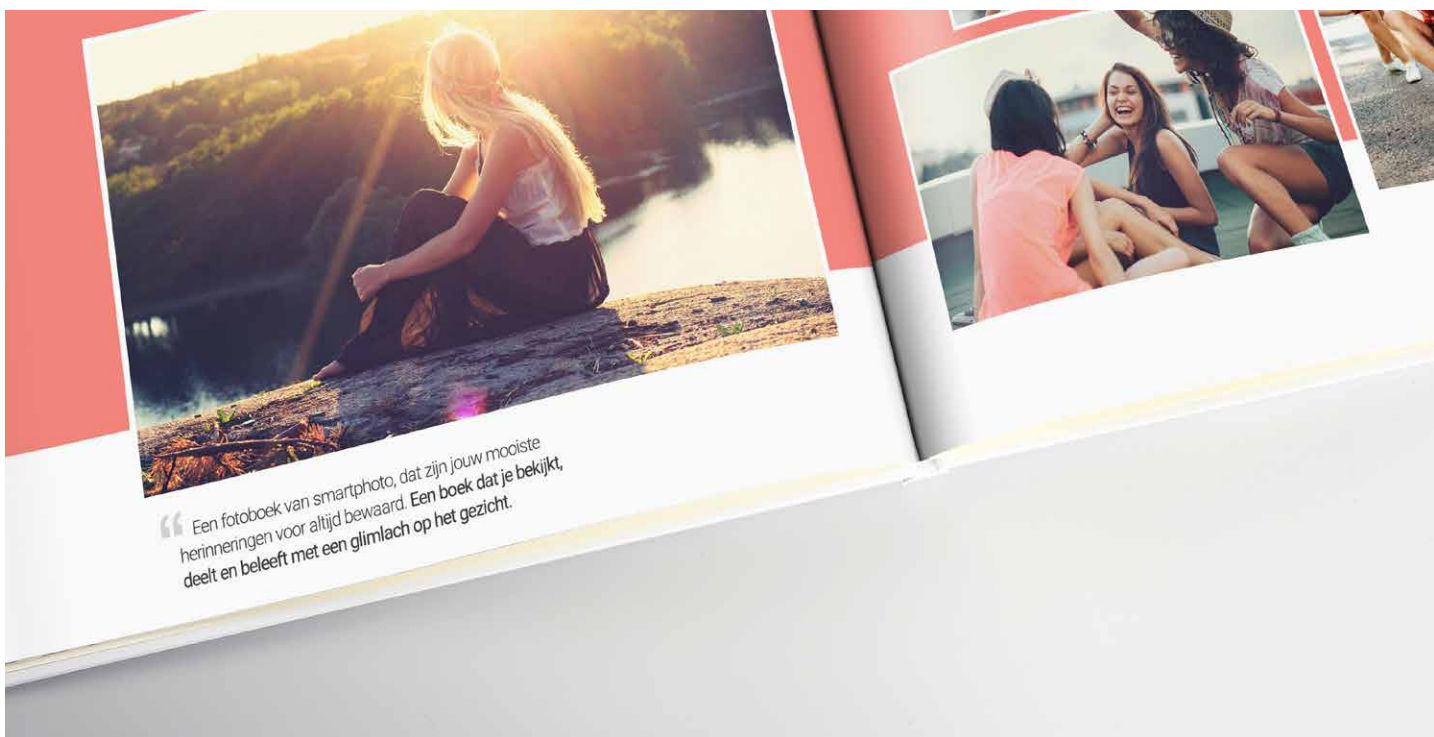 “ Een fotoboek van smartphoto, dat zijn jouw mooiste
herinneringen voor altijd bewaard. Een boek dat je bekijkt,
deelt en beleeft met een glimlach op het gezicht.